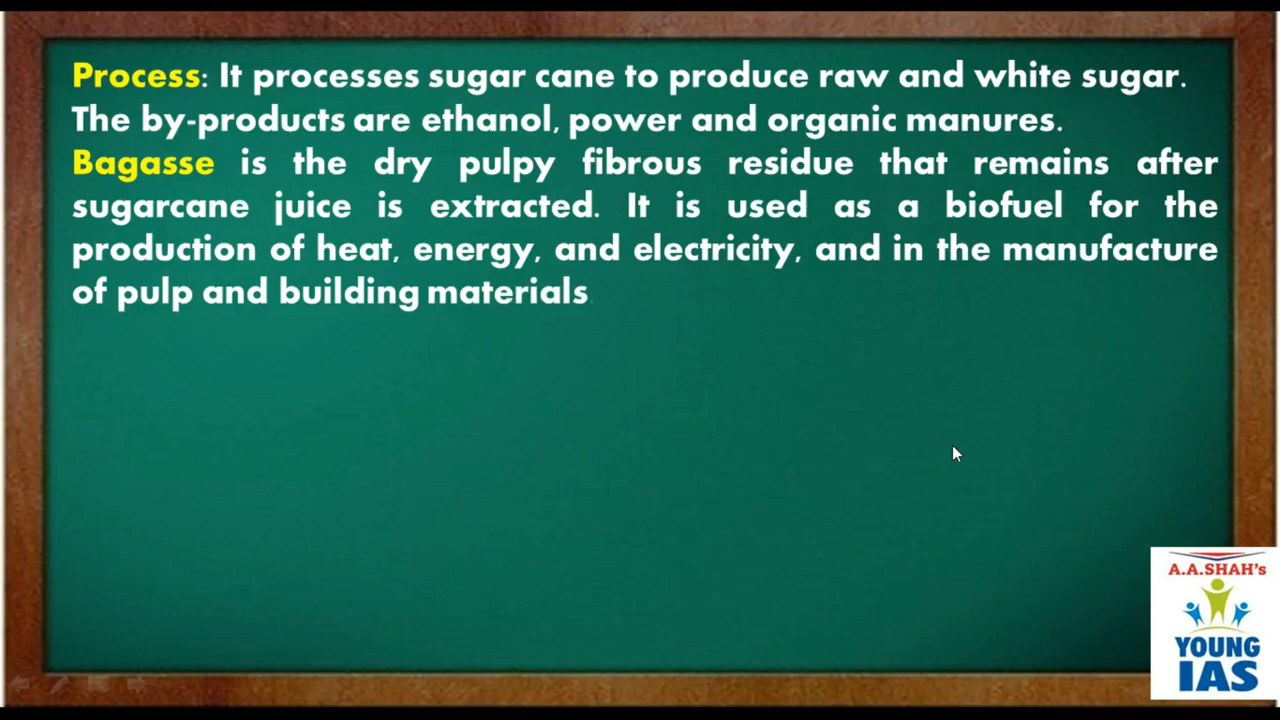 Process: It processes sugar cane to produce raw and white sugar.
The by-products are ethanol, power and organic manures.
Bagasse is the dry pulpy fibrous residue that remains after
sugarcane juice is extracted. It is used as a biofuel for the
production of heat, energy, and electricity, and in the manufacture
of pulp and building materials.
A.A.SHAH's
YOUNG
IAS